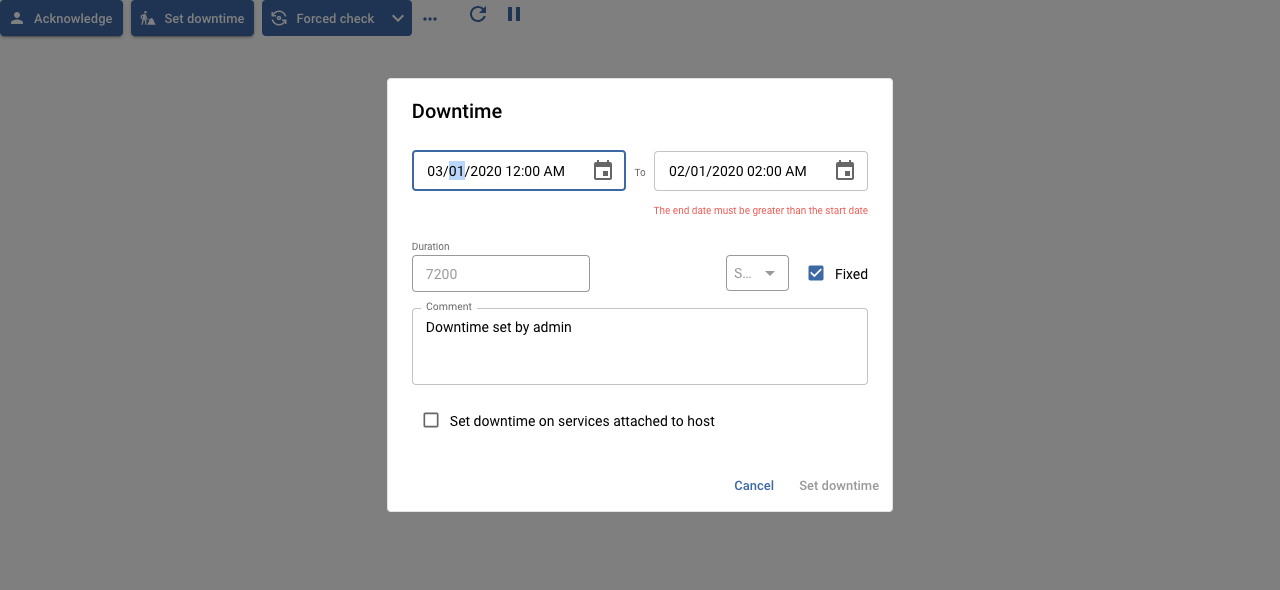 Acknowledge Set downtime Forced check ...
Downtime
03/01/2020 12:00 AM To 02/01/2020 02:00 AM
The end date must be greater than the start date
Duration
7200 S... Fixed
Comment
Downtime set by admin
Set downtime on services attached to host
Cancel Set downtime